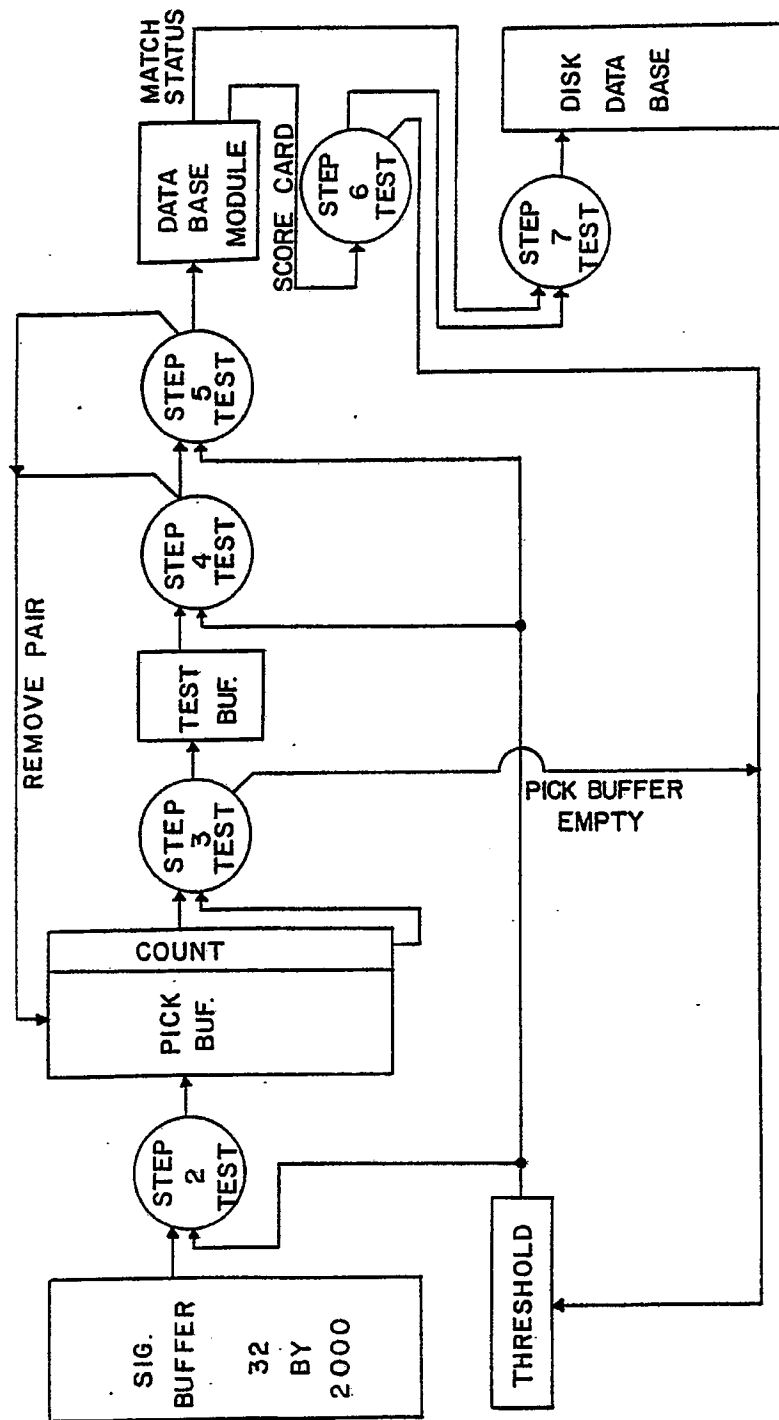 SIG.
BUFFER
32
BY
2000
STEP
2
TEST
PICK
BUF.
COUNT
REMOVE PAIR
STEP
3
TEST
TEST
BUF.
STEP
4
TEST
STEP
5
TEST
DATA
BASE
MODULE
MATCH
STATUS
SCORE CARD
STEP
6
TEST
STEP
7
TEST
DISK
DATA
BASE
THRESHOLD
PICK BUFFER
EMPTY